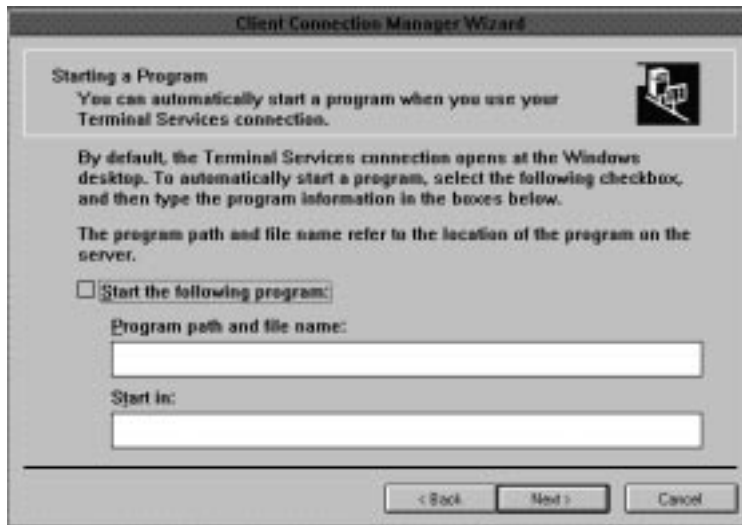 Client Connection Manager Wizard
Starting a Program
You can automatically start a program when you use your
Terminal Services connection.
By default, the Terminal Services connection opens at the Windows
desktop. To automatically start a program, select the following checkbox,
and then type the program information in the boxes below.
The program path and file name refer to the location of the program on the
server.
Start the following program:
Program path and file name:
Start in:
< Back Next > Cancel